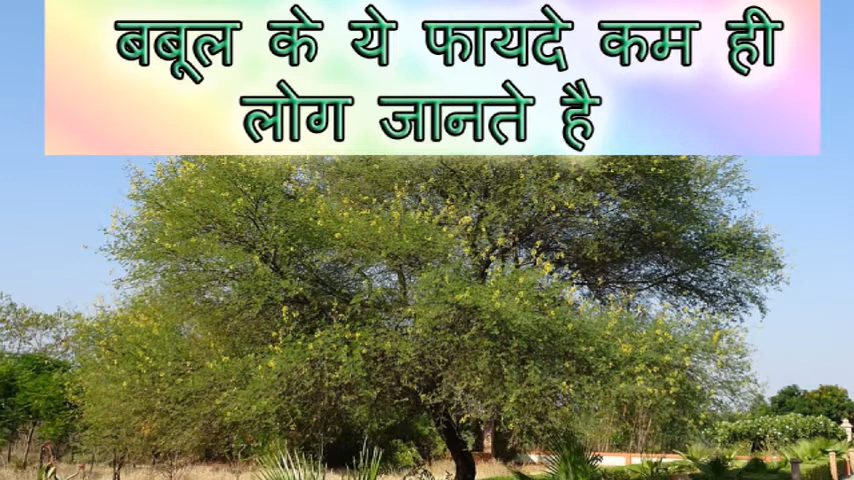 बबूल के ये फायदे कम ही
लोग जानते है